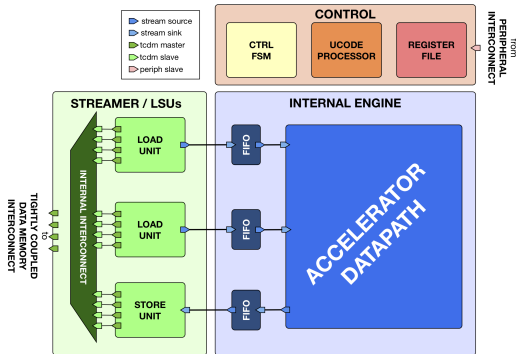 stream source
stream sink
tcdm master
tcdm slave
periph slave
CONTROL
CTRL
FSM
UCODE
PROCESSOR
REGISTER
FILE
from
PERIPHERAL
INTERCONNECT
STREAMER / LSUs
INTERNAL ENGINE
LOAD
UNIT
FIFO
LOAD
UNIT
FIFO
STORE
UNIT
FIFO
INTERNAL INTERCONNECT
ACCELERATOR
DATAPATH
to
TIGHTLY COUPLED
DATA MEMORY
INTERCONNECT